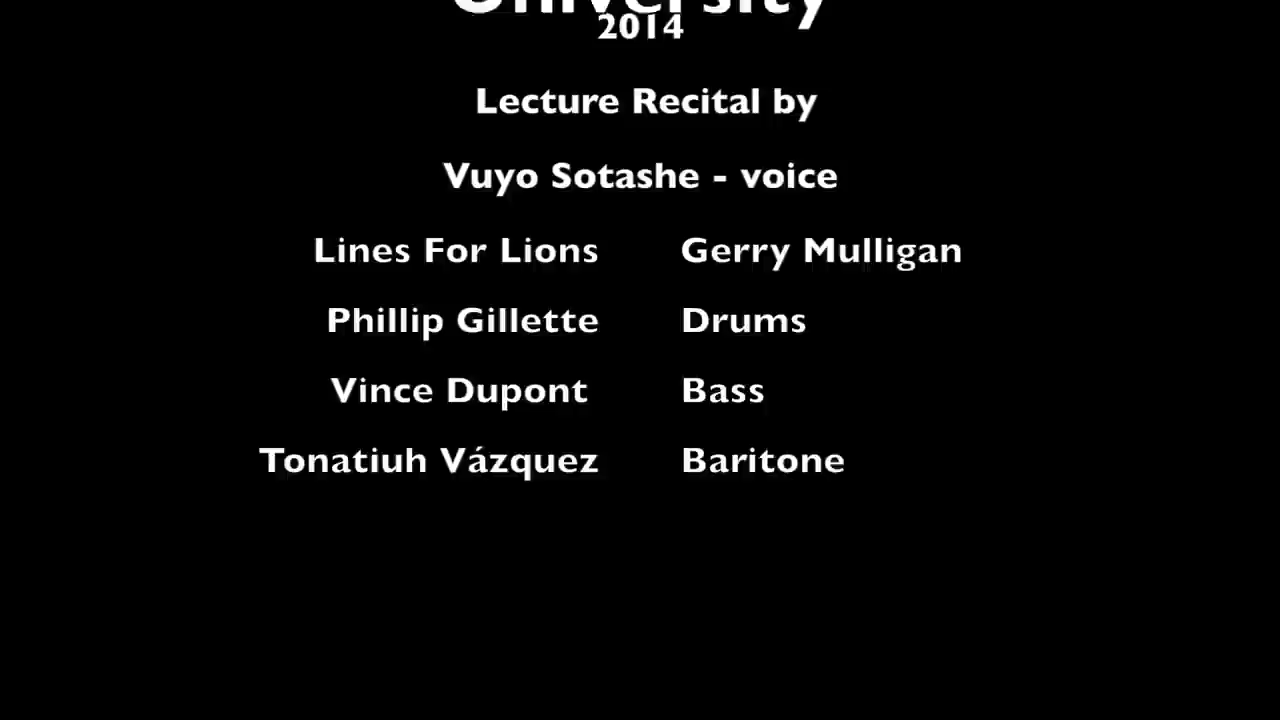 University
2014
Lecture Recital by
Vuyo Sotashe - voice
Lines For Lions Gerry Mulligan
Phillip Gillette Drums
Vince Dupont Bass
Tonatiuh Vázquez Baritone